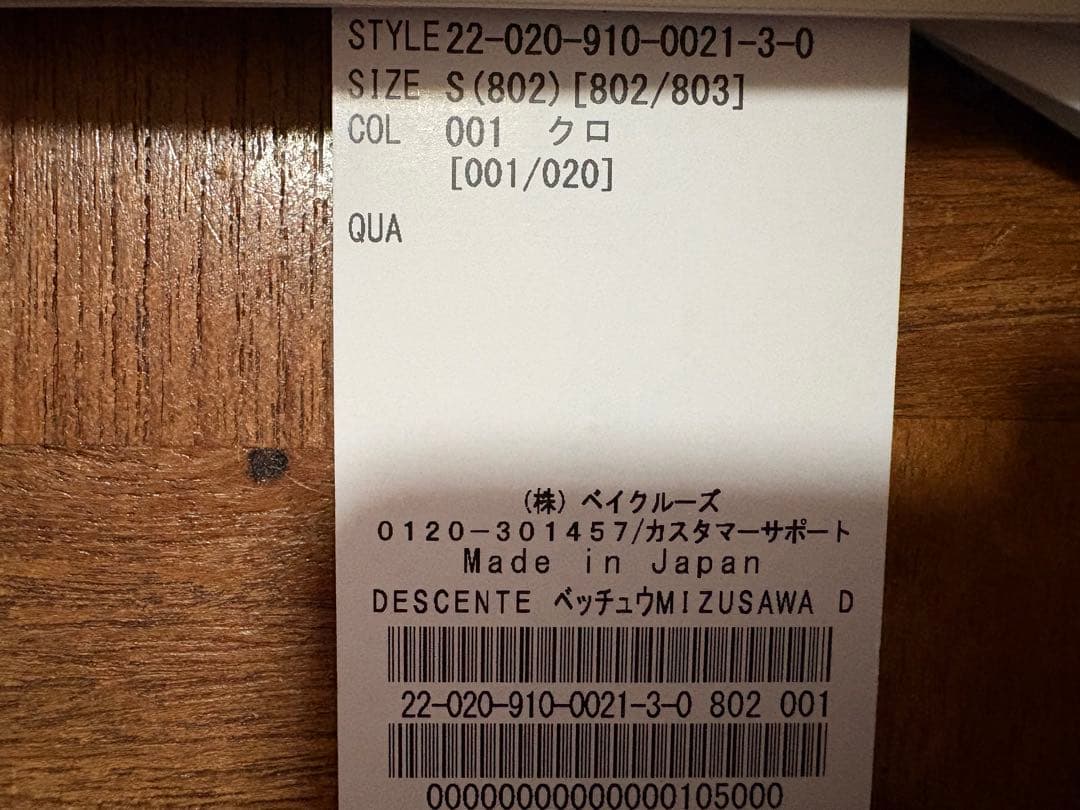 STYLE 22-020-910-0021-3-0
SIZE S(802)[802/803]
COL 001 クロ
[001/020]
QUA
(株) ベイクルーズ
0120-301457/カスタマーサポート
Made in Japan
DESCENTE ベッチュウMIZUSAWA D
22-020-910-0021-3-0 802 001
00000000000000105000